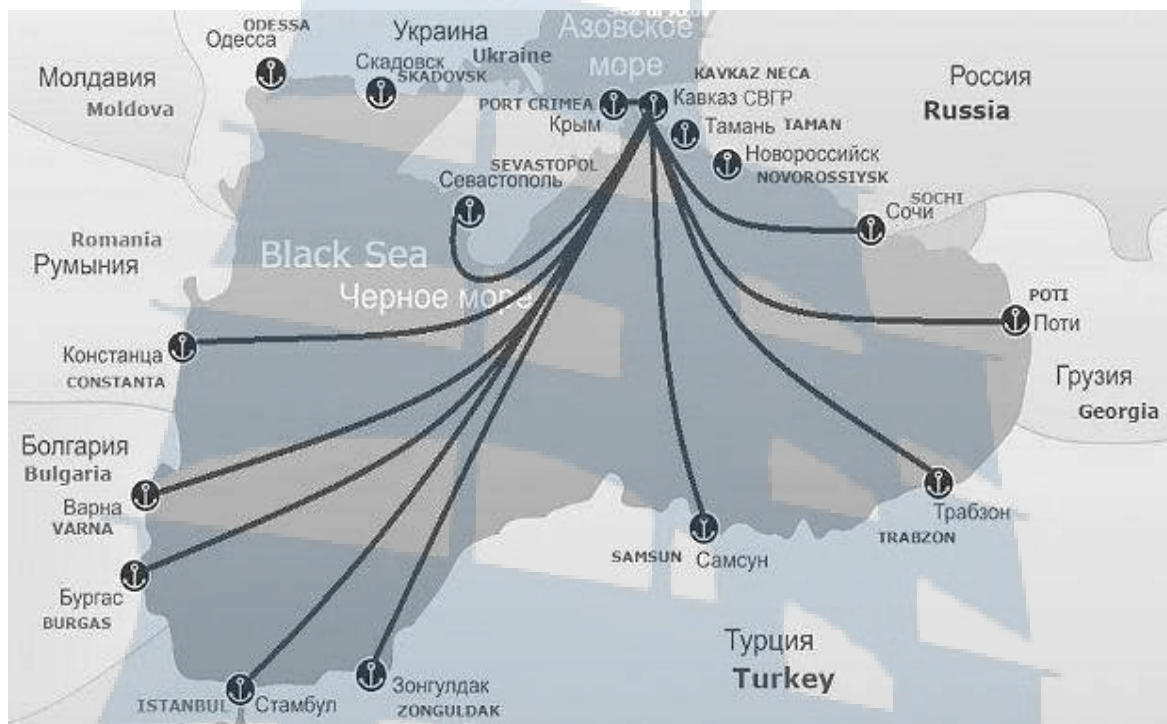 ODESSA
Одесса
Украина
Ukraine
Азовское
море
Молдавия
Moldova
Скадовск
SKADOVSK
KAVKAZ NECA
Кавказ СВГР
Россия
Russia
PORT CRIMEA
Крым
Тамань TAMAN
Новороссийск
NOVOROSSIYSK
SEVASTOPOL
Севастополь
SOCHI
Сочи
Romania
Румыния
Black Sea
Черное море
POTI
Поти
Констанца
CONSTANTA
Грузия
Georgia
Болгария
Bulgaria
Варна
VARNA
Трабзон
TRABZON
SAMSUN Самсун
Бургас
BURGAS
Турция
Turkey
Зонгулдак
ZONGULDAK
ISTANBUL Стамбул